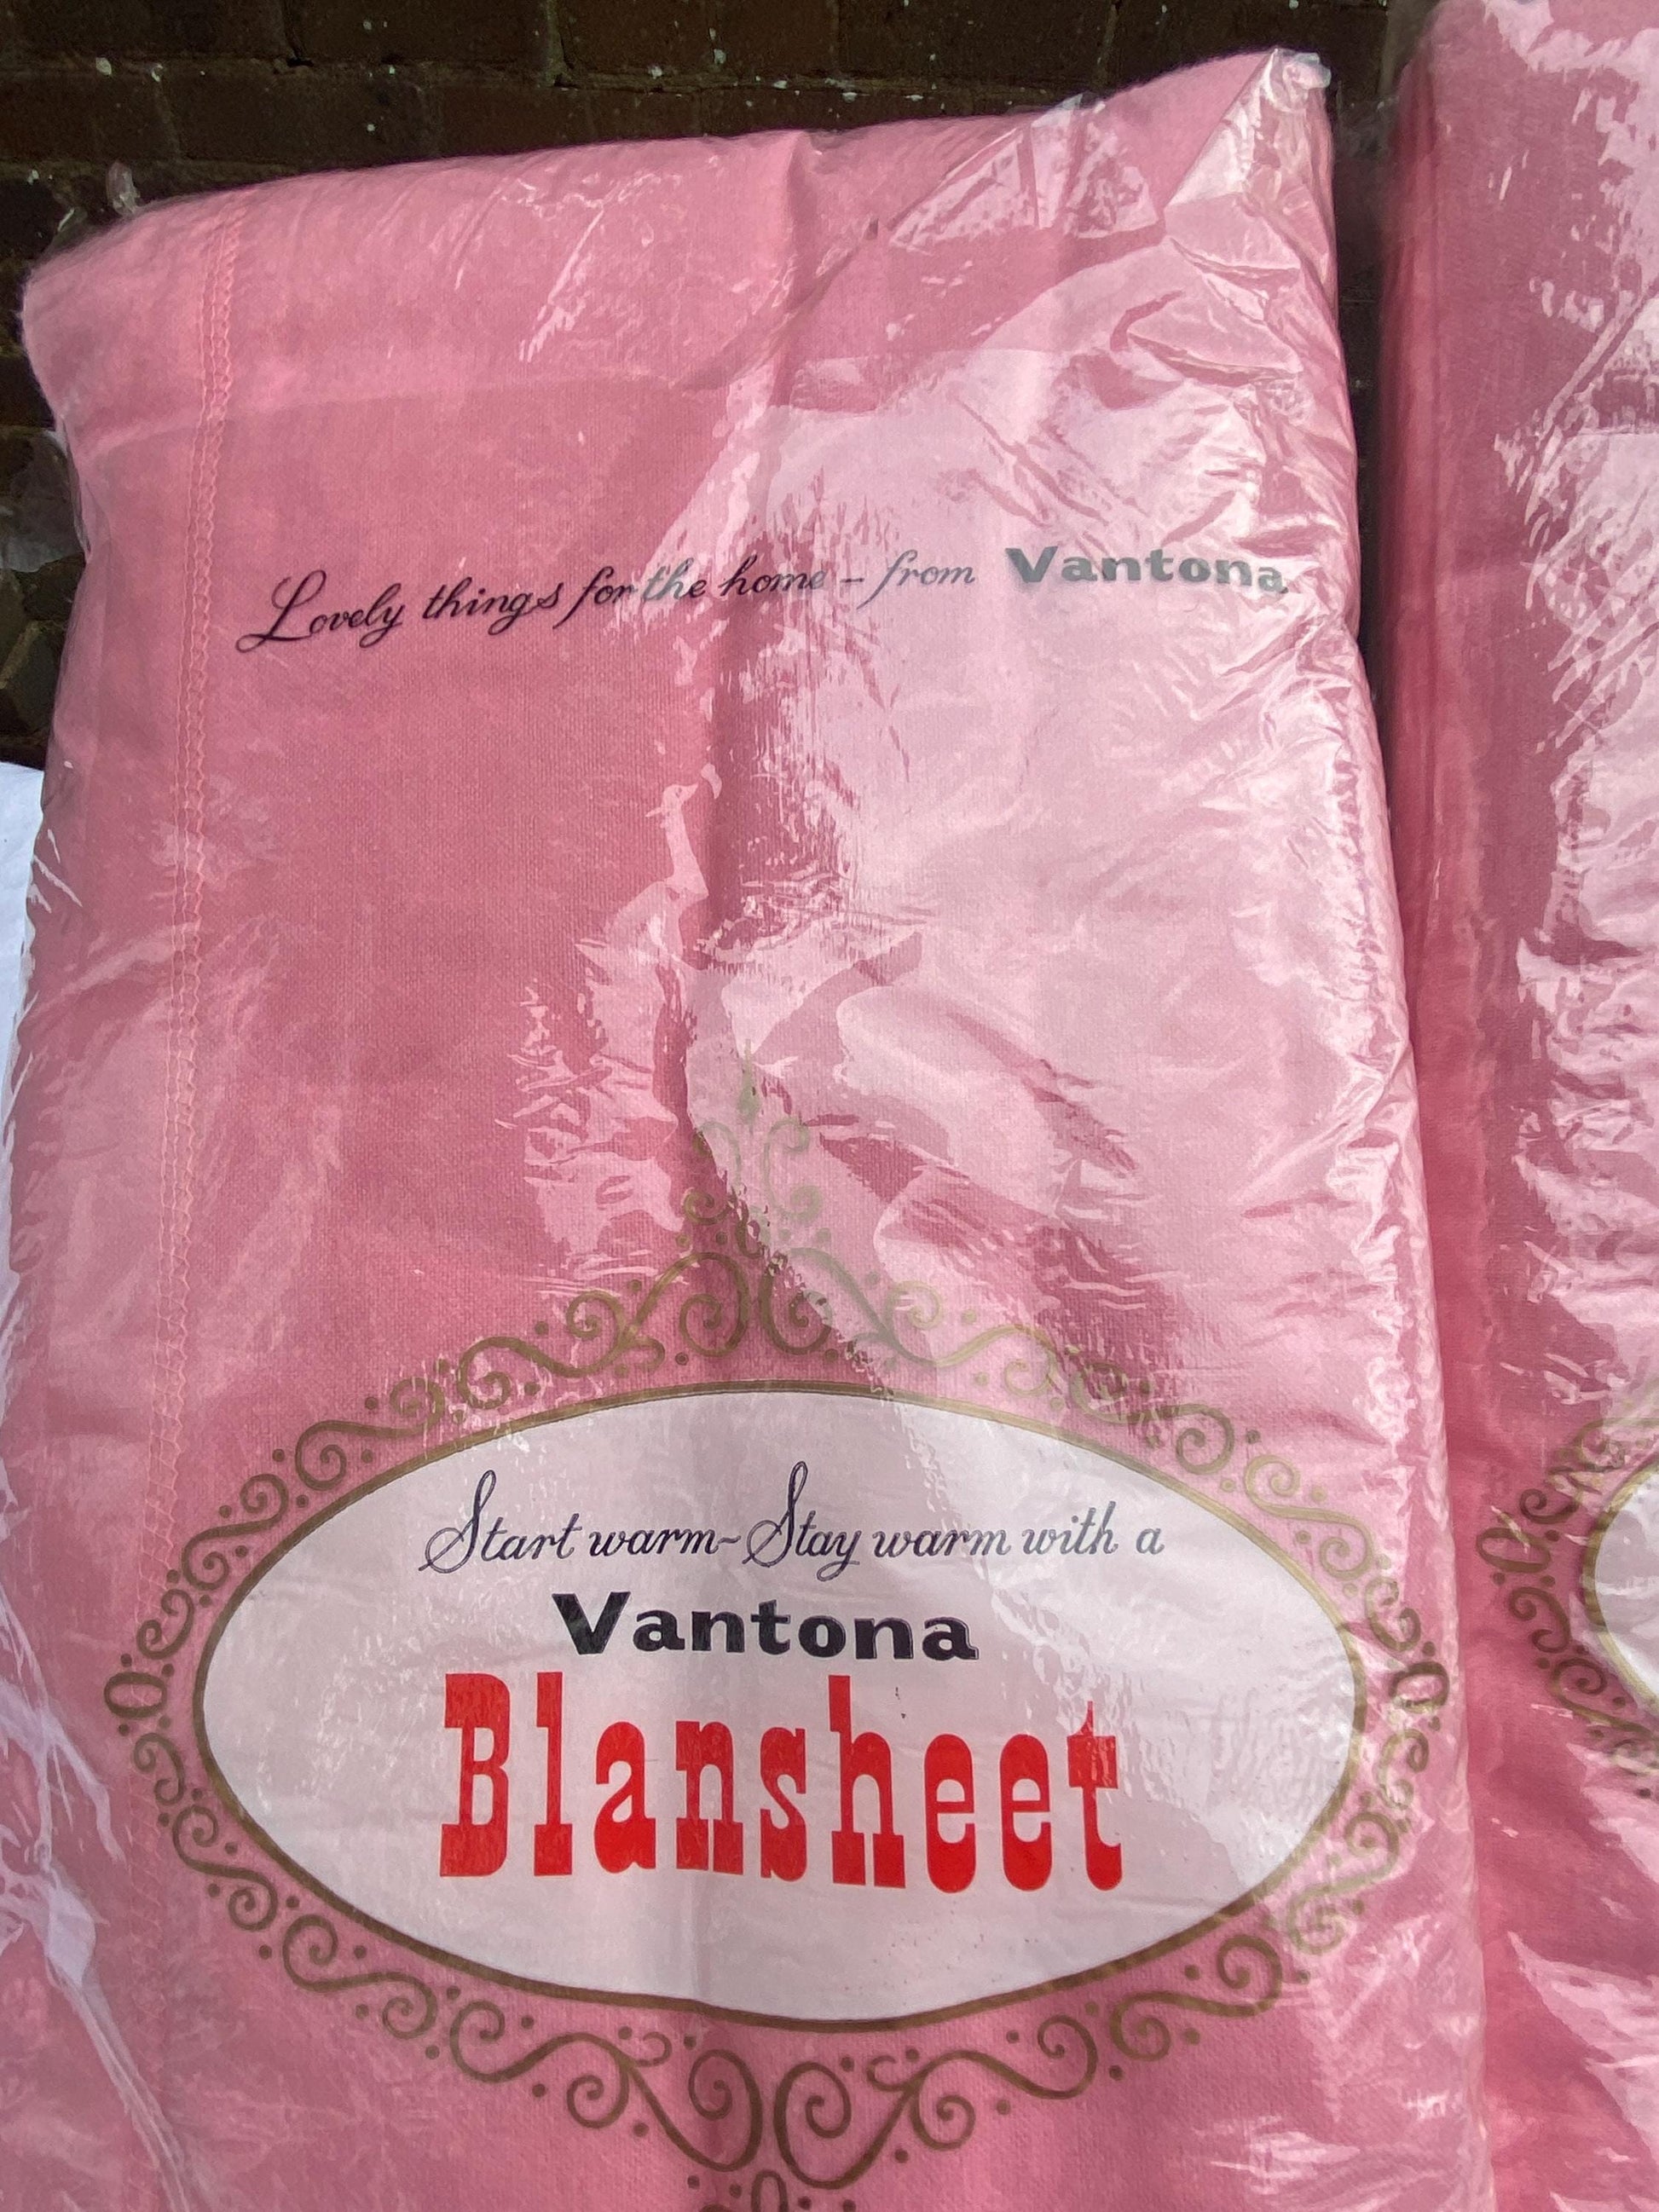 Lovely things for the home - from Vantona
Start warm~Stay warm with a
Vantona
Blansheet